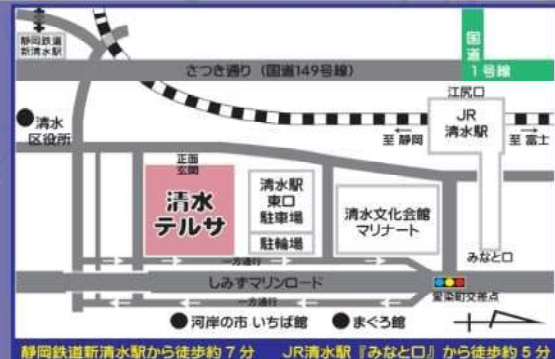 静岡鉄道
新清水駅
国道
1号線
さつき通り（国道149号線）
江尻口
JR
清水駅
至 静岡
至 富士
清水
区役所
正面
玄関
清水
テルサ
清水駅
東口
駐車場
駐輪場
清水文化会館
マリナート
みなと口
一方通行
しみずマリンロード
一方通行
愛染町交差点
河岸の市 いちば館
まぐろ館
静岡鉄道新清水駅から徒歩約7分 JR清水駅『みなと口』から徒歩約5分